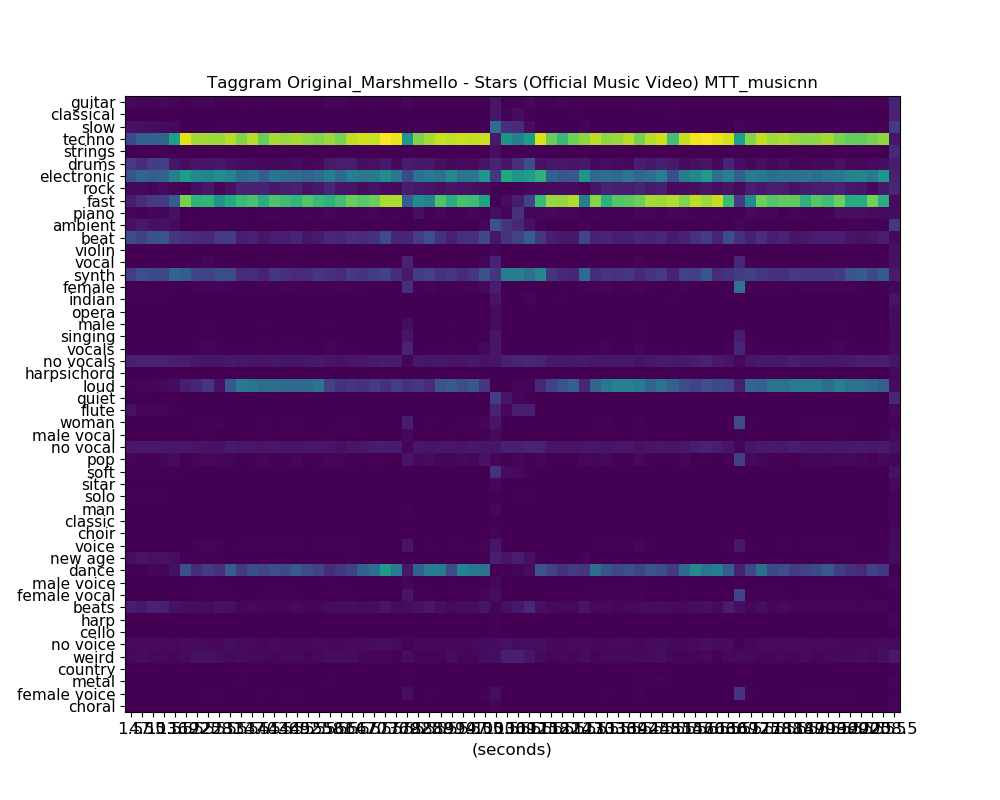 Taggram Original_Marshmello - Stars (Official Music Video) MTT_musicnn
guitar
classical
slow
techno
strings
drums
electronic
rock
fast
piano
ambient
beat
violin
vocal
synth
female
indian
opera
male
singing
vocals
no vocals
harpsichord
loud
quiet
flute
woman
male vocal
no vocal
pop
soft
sitar
solo
man
classic
choir
voice
new age
dance
male voice
female vocal
beats
harp
cello
no voice
weird
country
metal
female voice
choral
(seconds)